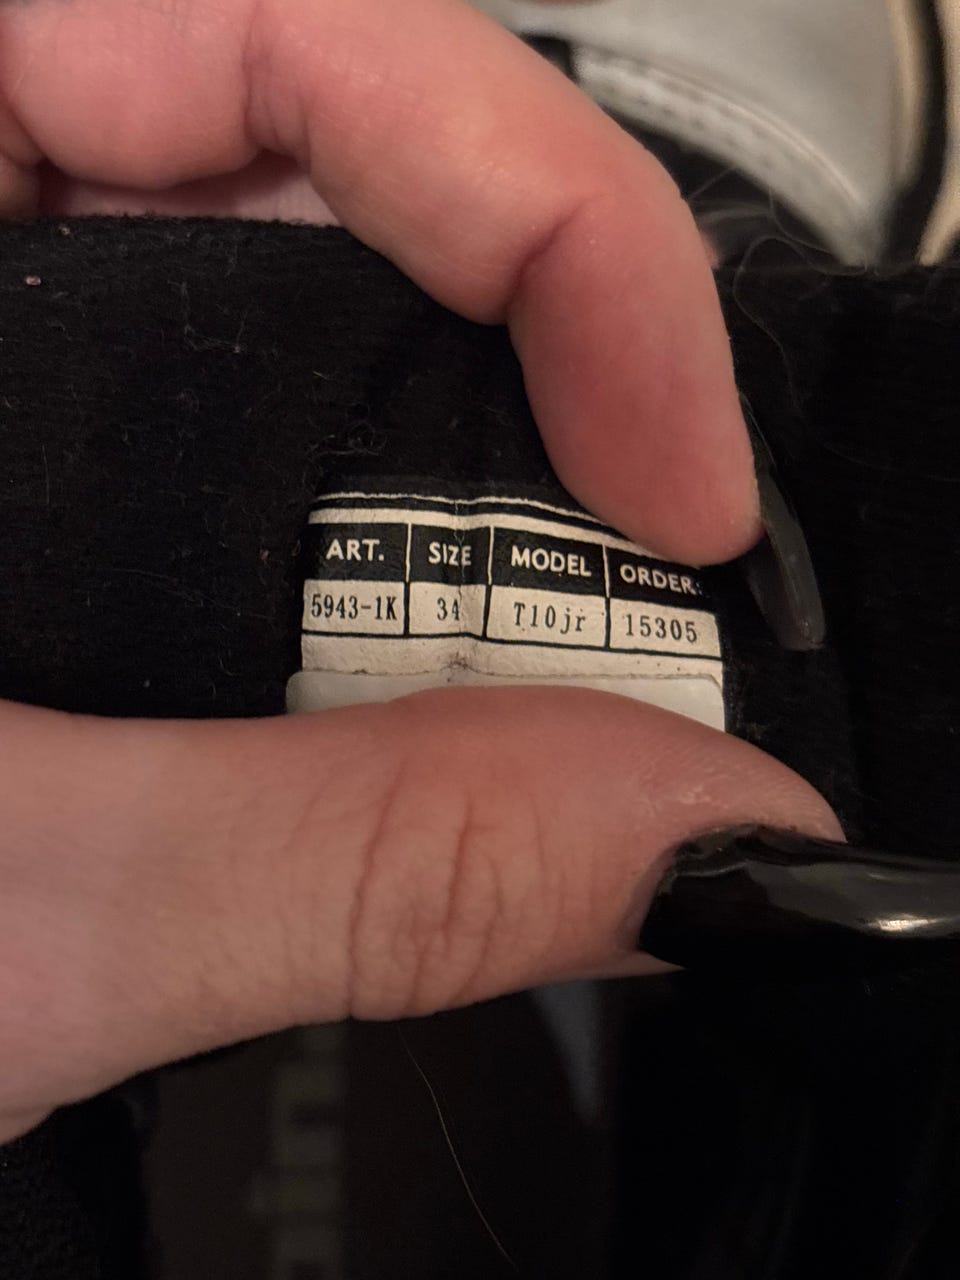 ART. SIZE MODEL ORDER:
5943-1K 34 T10jr 15305